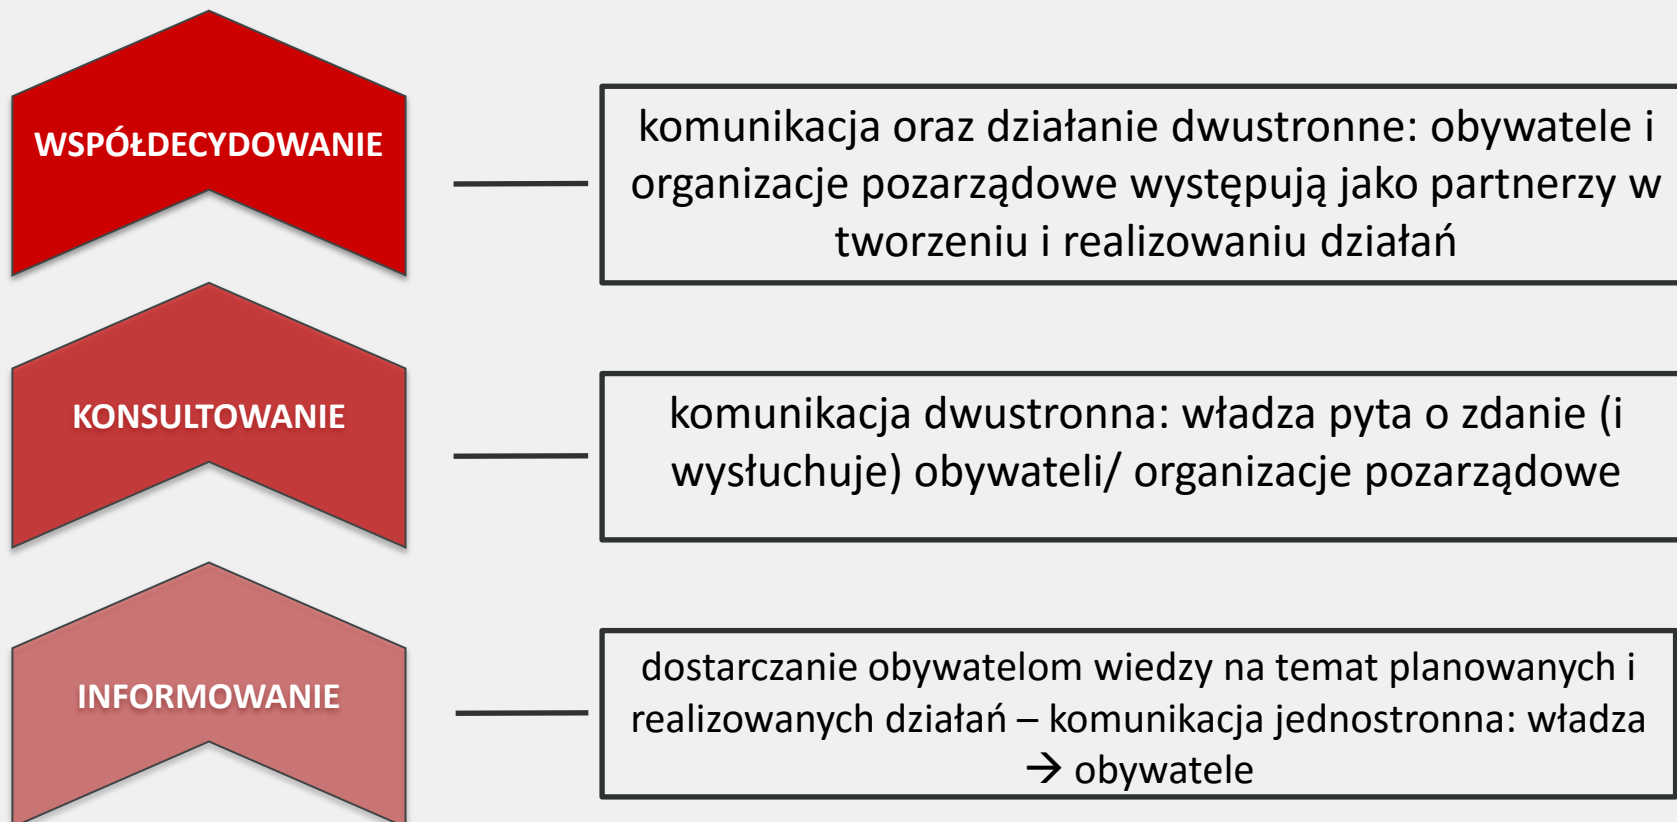 WSPÓŁDECYDOWANIE
komunikacja oraz działanie dwustronne: obywatele i
organizacje pozarządowe występują jako partnerzy w
tworzeniu i realizowaniu działań
KONSULTOWANIE
komunikacja dwustronna: władza pyta o zdanie (i
wysłuchuje) obywateli/ organizacje pozarządowe
INFORMOWANIE
dostarczanie obywatelom wiedzy na temat planowanych i
realizowanych działań – komunikacja jednostronna: władza
→ obywatele